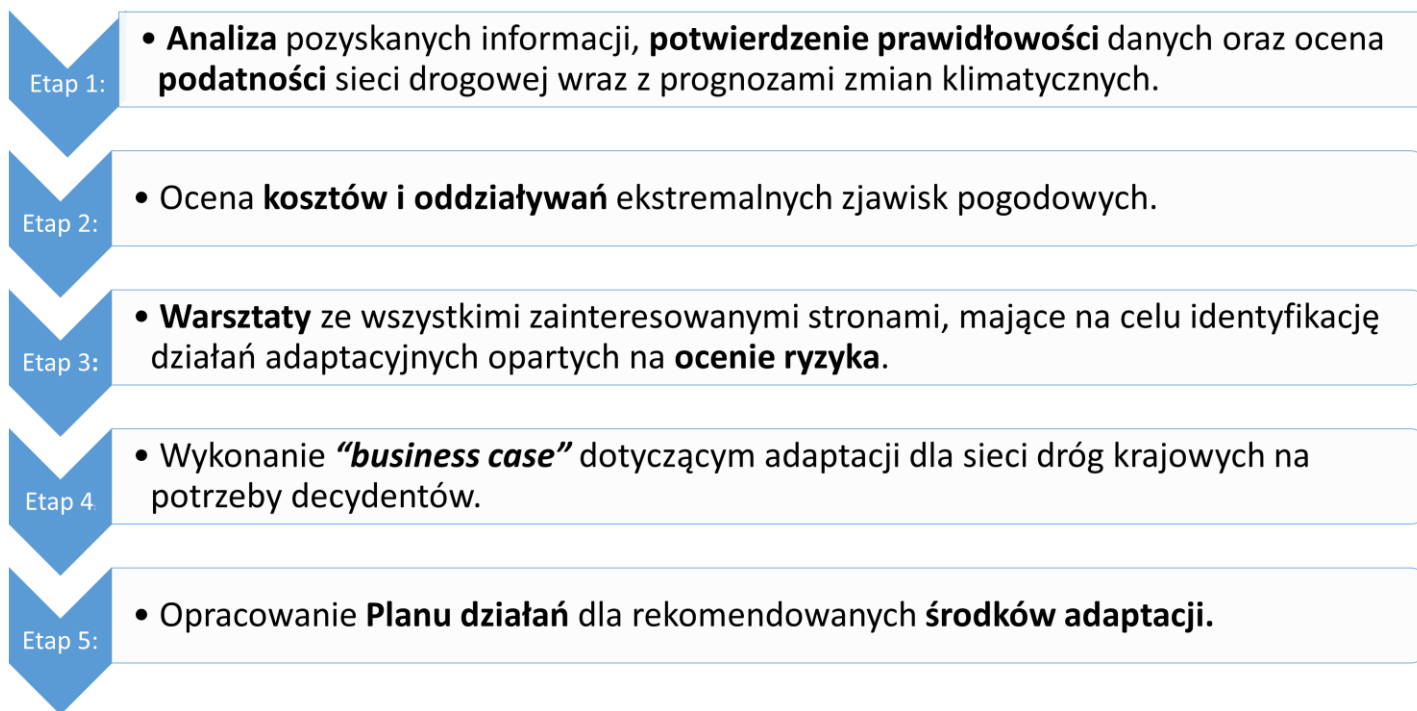 Etap 1:
• Analiza pozyskanych informacji, potwierdzenie prawidłowości danych oraz ocena
podatności sieci drogowej wraz z prognozami zmian klimatycznych.
Etap 2:
• Ocena kosztów i oddziaływań ekstremalnych zjawisk pogodowych.
Etap 3:
• Warsztaty ze wszystkimi zainteresowanymi stronami, mające na celu identyfikację
działań adaptacyjnych opartych na ocenie ryzyka.
Etap 4.
• Wykonanie “business case” dotyczącym adaptacji dla sieci dróg krajowych na
potrzeby decydentów.
Etap 5:
• Opracowanie Planu działań dla rekomendowanych środków adaptacji.